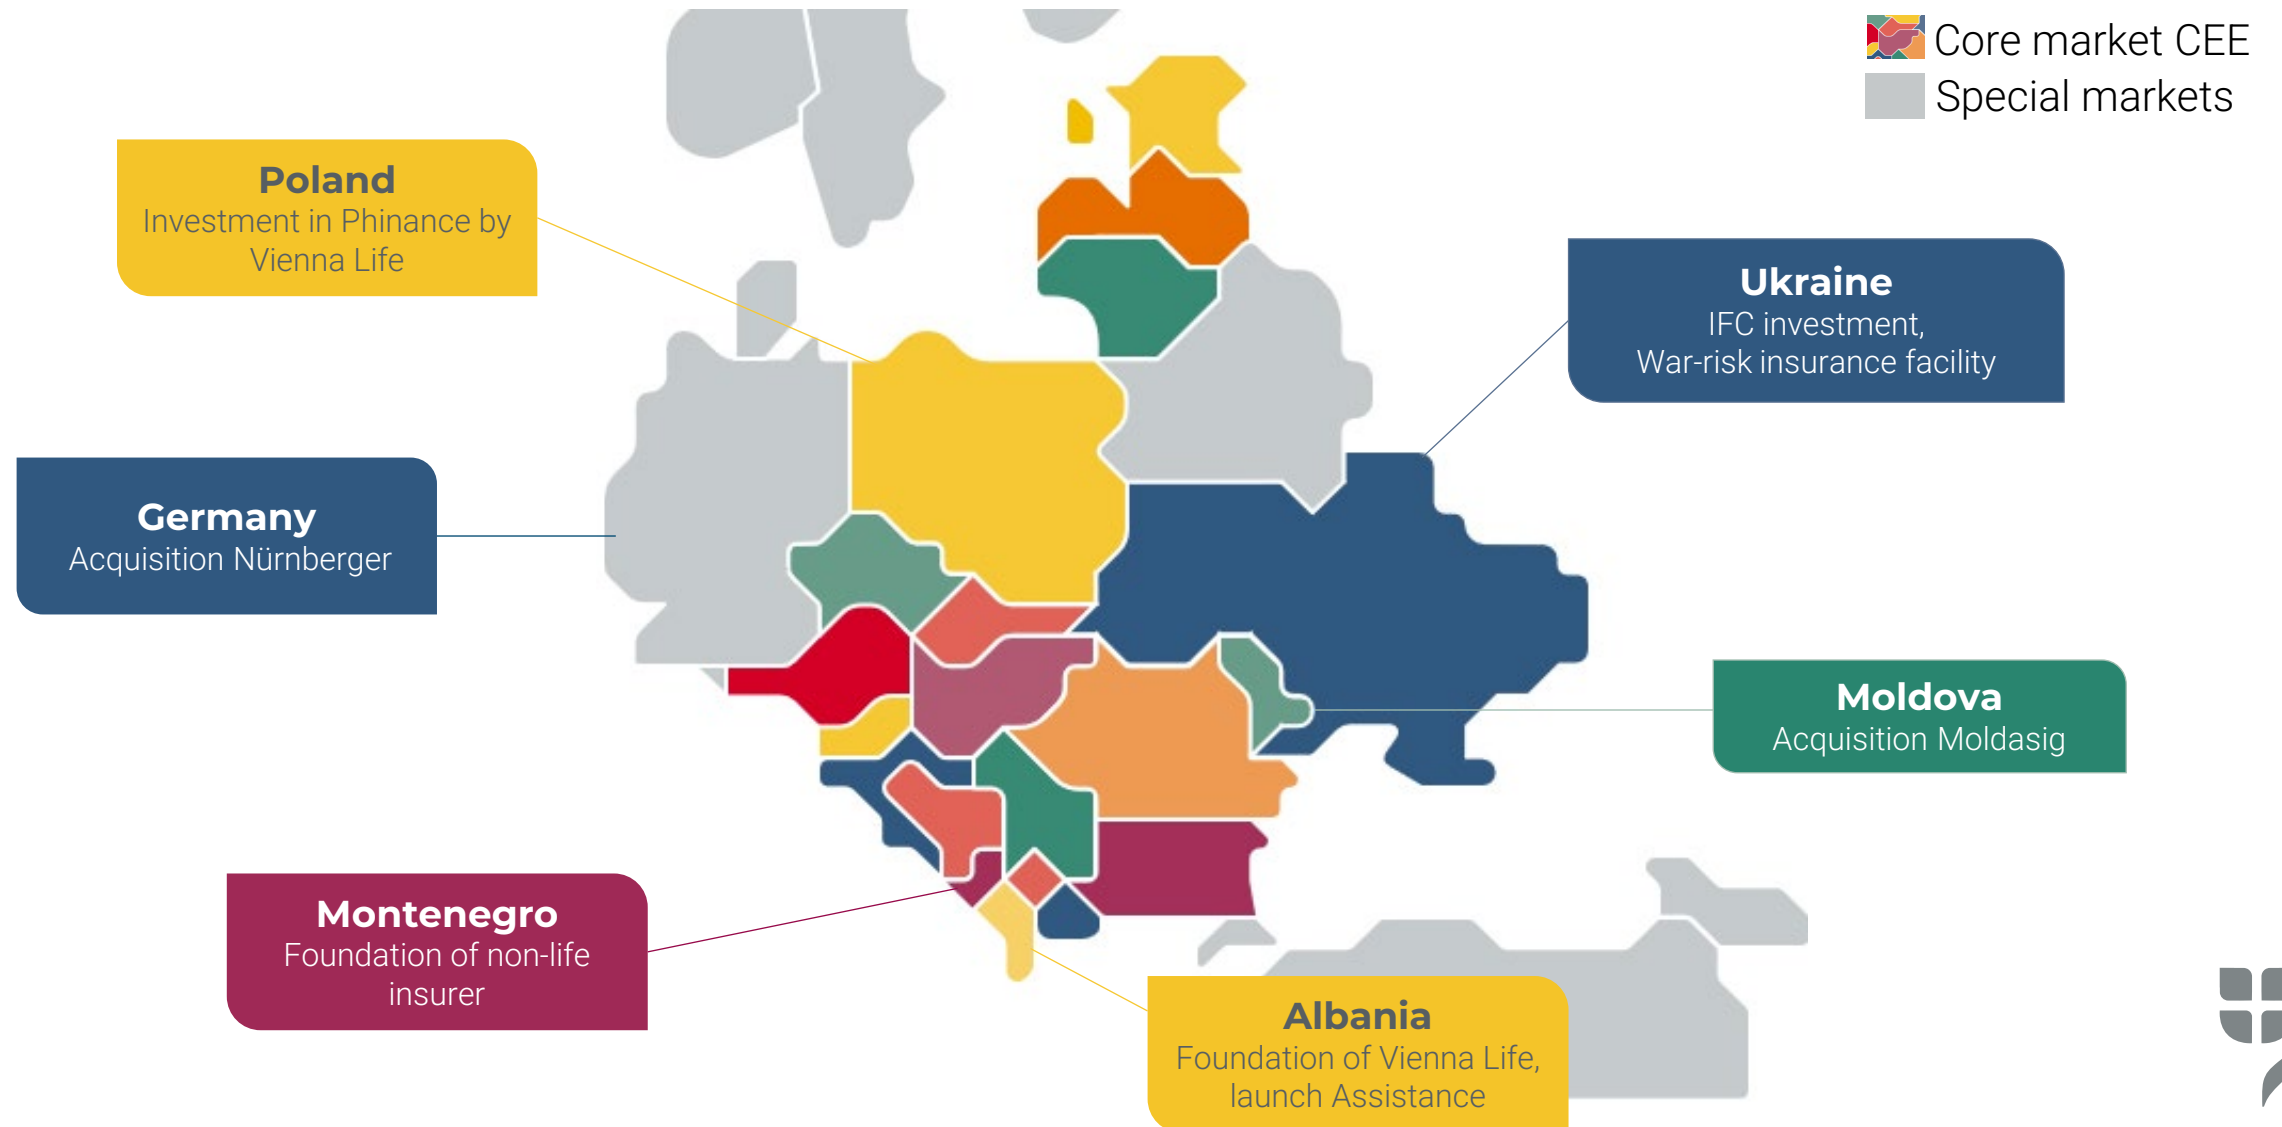 Core market CEE
Special markets
Poland
Investment in Phinance by
Vienna Life
Ukraine
IFC investment,
War-risk insurance facility
Germany
Acquisition Nürnberger
Moldova
Acquisition Moldasig
Montenegro
Foundation of non-life
insurer
Albania
Foundation of Vienna Life,
launch Assistance